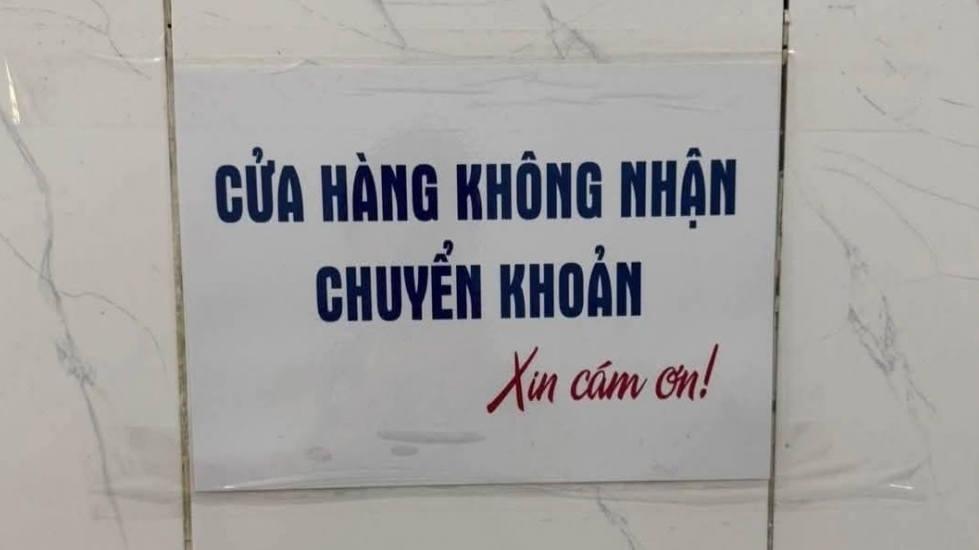 CỬA HÀNG KHÔNG NHẬN
CHUYỂN KHOẢN
Xin cám ơn!